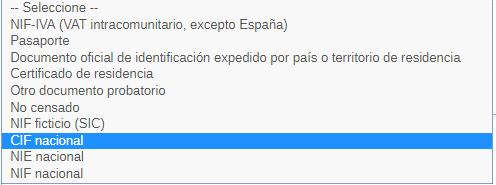 -- Seleccione --
NIF-IVA (VAT intracomunitario, excepto España)
Pasaporte
Documento oficial de identificación expedido por país o territorio de residencia
Certificado de residencia
Otro documento probatorio
No censado
NIF ficticio (SIC)
CIF nacional
NIE nacional
NIF nacional